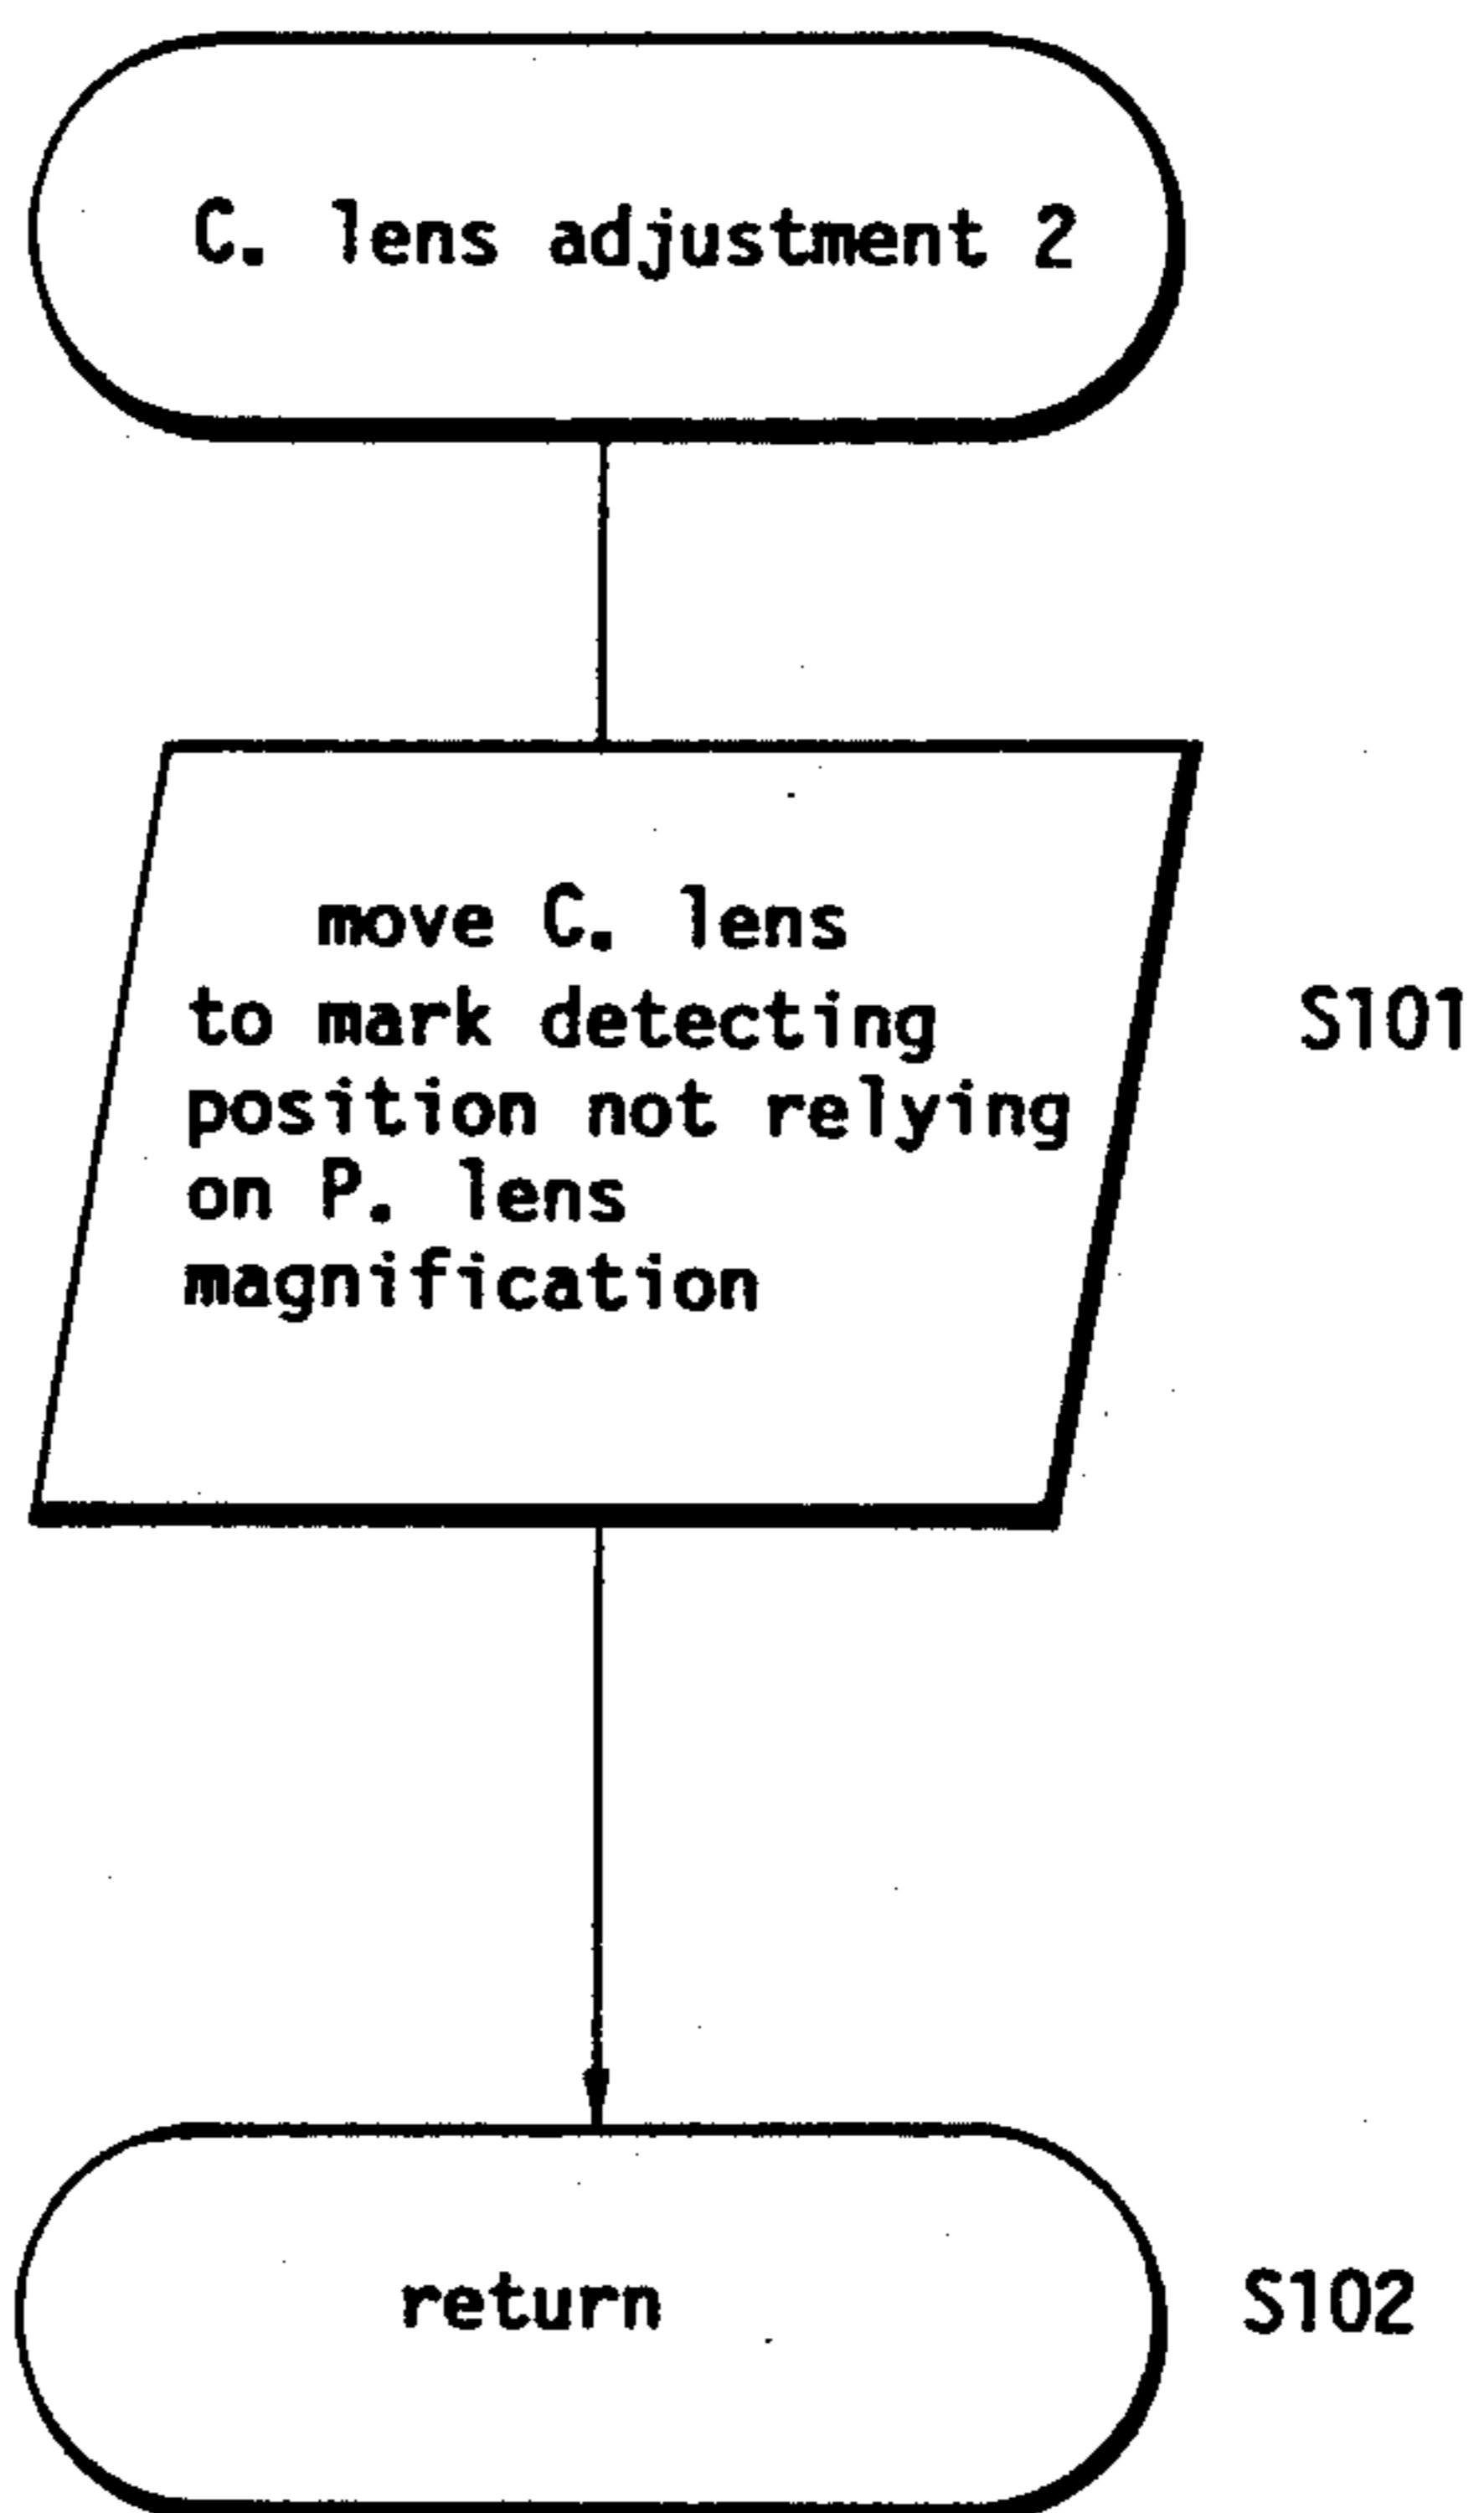 C. lens adjustment 2
move C. lens
to mark detecting
position not relying
on P. lens
magnification
S101
return
S102